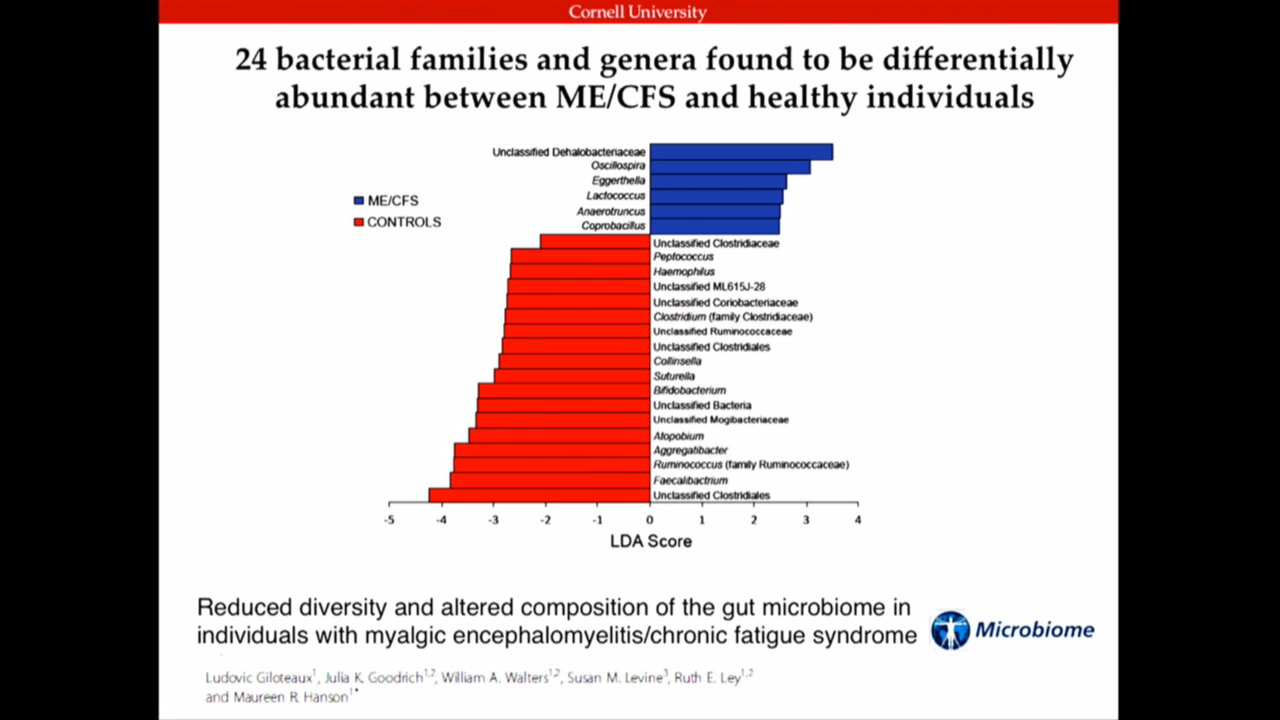 Cornell University
24 bacterial families and genera found to be differentially
abundant between ME/CFS and healthy individuals
Unclassified Dehalobacteriaceae
Oscillospira
Eggerthella
Lactococcus
Anaerotruncus
Coprobacillus
ME/CFS
CONTROLS
Unclassified Clostridiaceae
Peptococcus
Haemophilus
Unclassified ML615J-28
Unclassified Coriobacteriaceae
Clostridium (family Clostridiaceae)
Unclassified Ruminococcaceae
Unclassified Clostridiales
Collinsella
Suturella
Bifidobacterium
Unclassified Bacteria
Unclassified Mogibacteriaceae
Atopobium
Aggregatibacter
Ruminococcus (family Ruminococcaceae)
Faecalibactrium
Unclassified Clostridiales
-5 -4 -3 -2 -1 0 1 2 3 4
LDA Score
Reduced diversity and altered composition of the gut microbiome in
individuals with myalgic encephalomyelitis/chronic fatigue syndrome
Microbiome
Ludovic Giloteaux1, Julia K. Goodrich1,2, William A. Walters1,2, Susan M. Levine3, Ruth E. Ley1,2
and Maureen R. Hanson1*